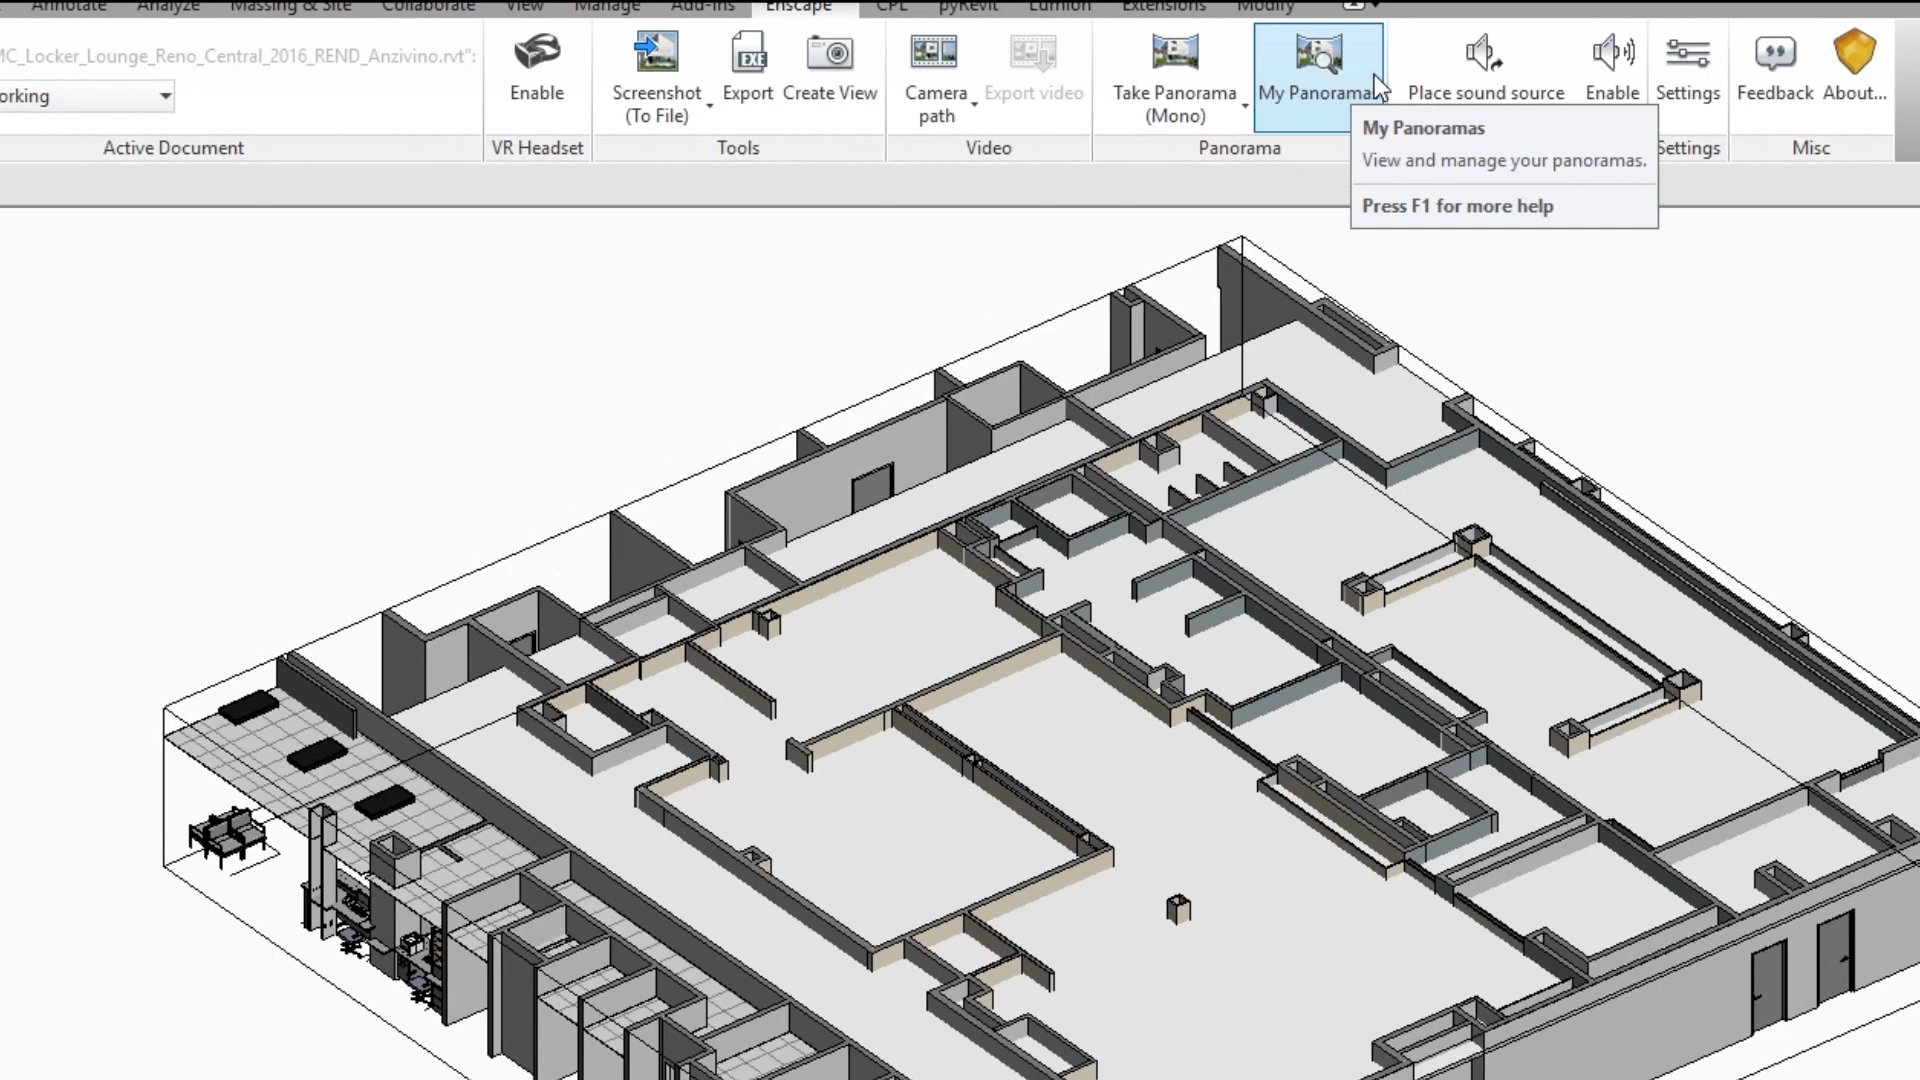 Annotate Analyze Massing & Site Collaborate View Manage Add-Ins Enscape CPL pyRevit Lumion Extensions Modify
MC_Locker_Lounge_Reno_Central_2016_REND_Anzivino.rvt":
orking
Active Document
Enable
VR Headset
Screenshot
(To File)
Export
Create View
Tools
EXE
Camera
path
Export video
Video
Take Panorama
(Mono)
My Panoramas
Panorama
Place sound source
Enable
Settings
Settings
Feedback
About...
Misc
My Panoramas
View and manage your panoramas.
Press F1 for more help